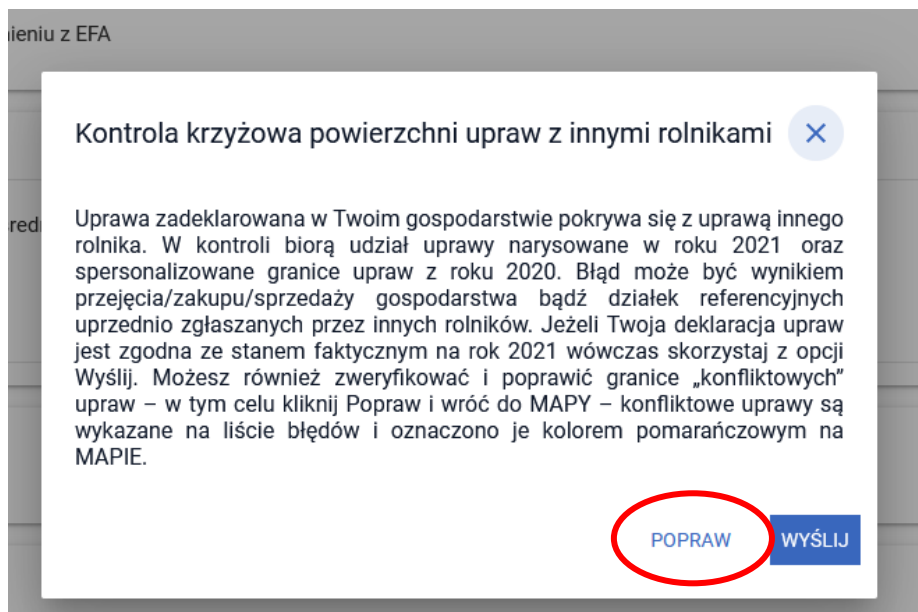 ieniu z EFA
Kontrola krzyżowa powierzchni upraw z innymi rolnikami
Uprawa zadeklarowana w Twoim gospodarstwie pokrywa się z uprawą innego
rolnika. W kontroli biorą udział uprawy narysowane w roku 2021 oraz
spersonalizowane granice upraw z roku 2020. Błąd może być wynikiem
przejęcia/zakupu/sprzedaży gospodarstwa bądź działek referencyjnych
uprzednio zgłaszanych przez innych rolników. Jeżeli Twoja deklaracja upraw
jest zgodna ze stanem faktycznym na rok 2021 wówczas skorzystaj z opcji
Wyślij. Możesz również zweryfikować i poprawić granice „konfliktowych”
upraw – w tym celu kliknij Popraw i wróć do MAPY – konfliktowe uprawy są
wykazane na liście błędów i oznaczono je kolorem pomarańczowym na
MAPIE.
red
POPRAW WYŚLIJ